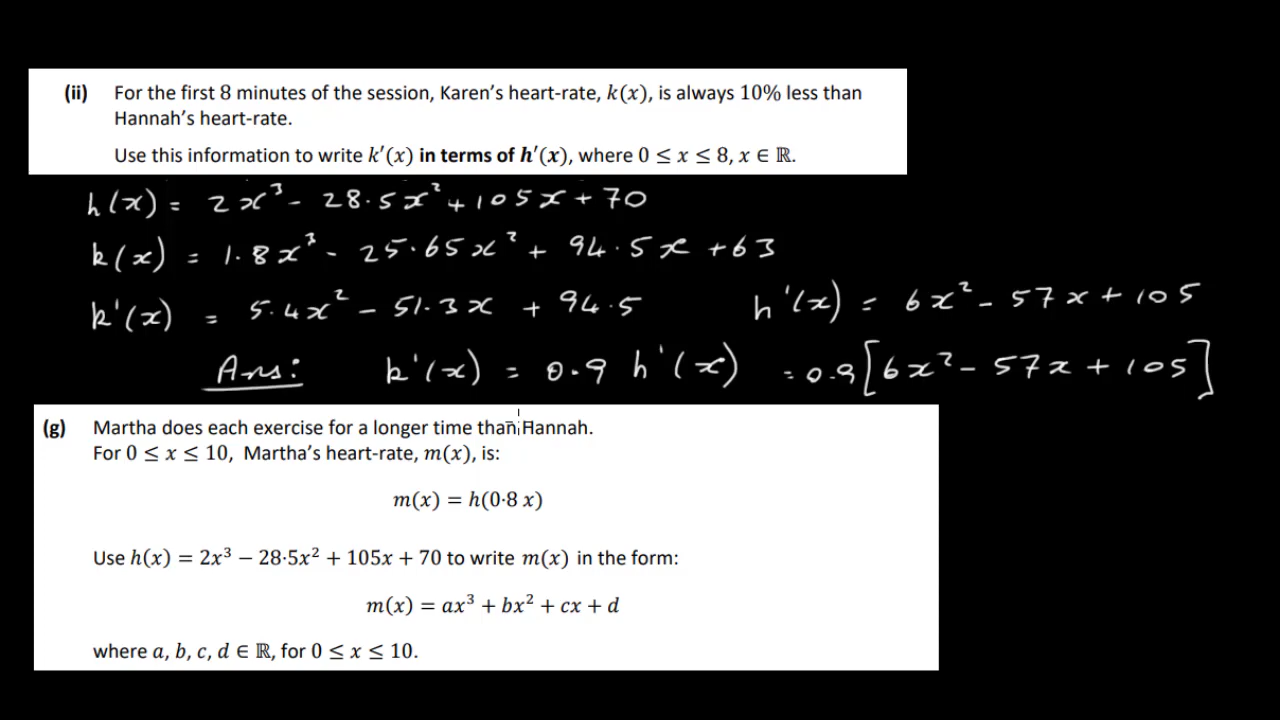 (ii) For the first 8 minutes of the session, Karen's heart-rate, k(x), is always 10% less than
Hannah's heart-rate.
Use this information to write k′(x) in terms of h′(x), where 0 ≤ x ≤ 8, x ∈ ℝ.
h(x) = 2x³ - 28.5x² + 105x + 70
k(x) = 1.8x³ - 25.65x² + 94.5x + 63
k'(x) = 5.4x² - 51.3x + 94.5 h'(x) = 6x² - 57x + 105
Ans: k'(x) = 0.9 h'(x) = 0.9[6x² - 57x + 105]
(g) Martha does each exercise for a longer time than Hannah.
For 0 ≤ x ≤ 10, Martha's heart-rate, m(x), is:
m(x) = h(0·8 x)
Use h(x) = 2x³ − 28·5x² + 105x + 70 to write m(x) in the form:
m(x) = ax³ + bx² + cx + d
where a, b, c, d ∈ ℝ, for 0 ≤ x ≤ 10.